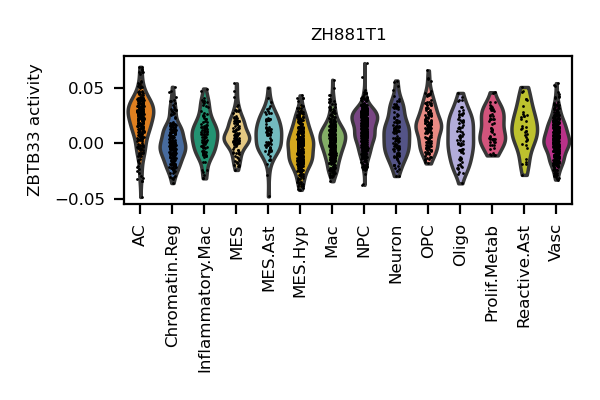 ZH881T1
ZBTB33 activity
0.05
0.00
−0.05
AC
Chromatin.Reg
Inflammatory.Mac
MES
MES.Ast
MES.Hyp
Mac
NPC
Neuron
OPC
Oligo
Prolif.Metab
Reactive.Ast
Vasc